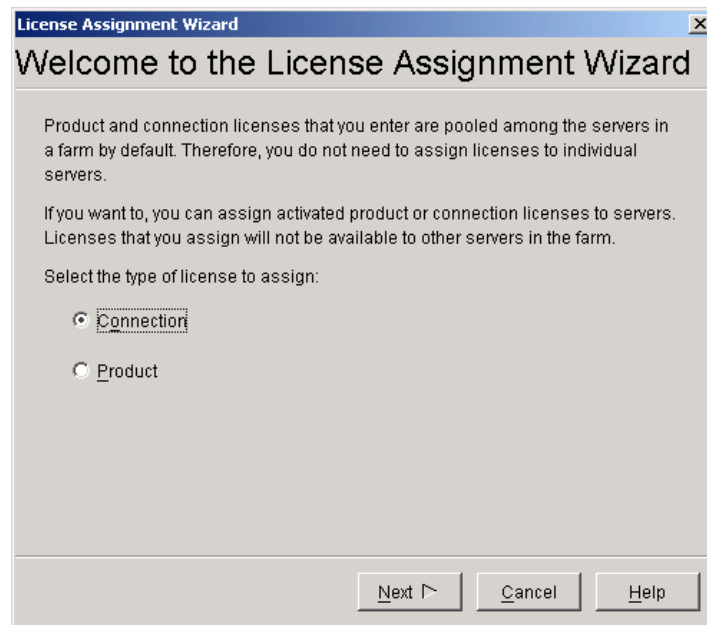 License Assignment Wizard
Welcome to the License Assignment Wizard
Product and connection licenses that you enter are pooled among the servers in
a farm by default. Therefore, you do not need to assign licenses to individual
servers.
If you want to, you can assign activated product or connection licenses to servers.
Licenses that you assign will not be available to other servers in the farm.
Select the type of license to assign:
Connection
Product
Next Cancel Help